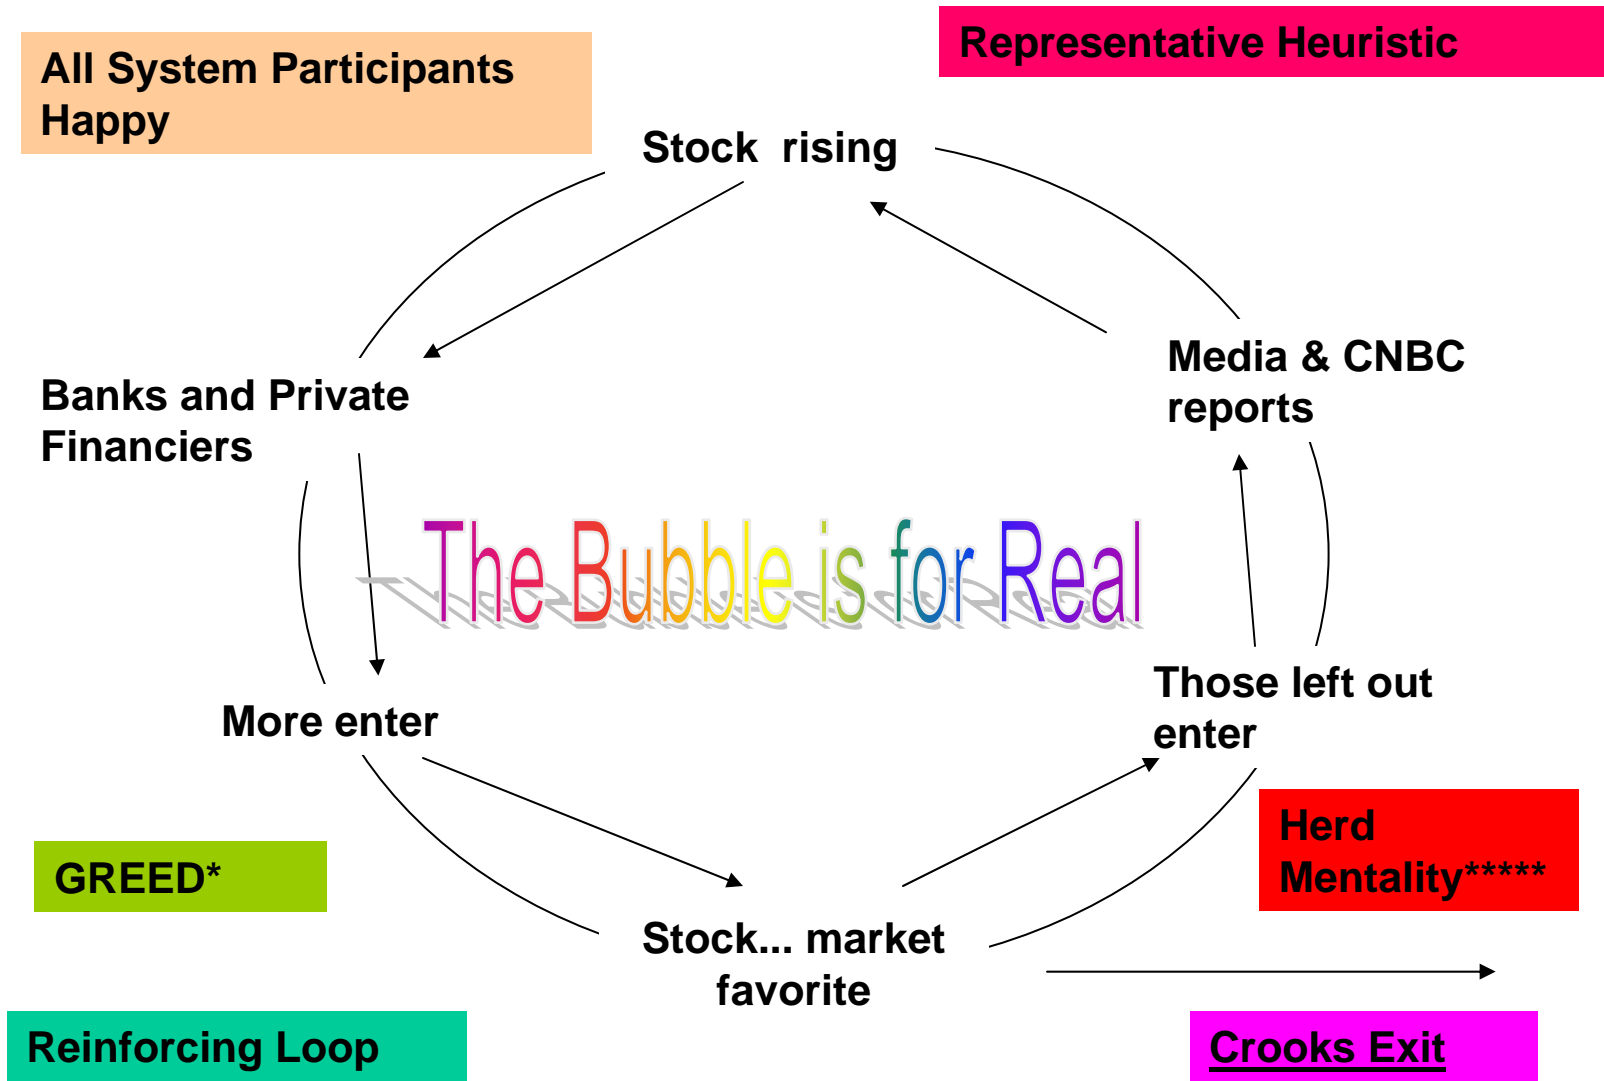 Representative Heuristic
All System Participants
Happy
Stock rising
Media & CNBC
reports
Banks and Private
Financiers
The Bubble is for Real
Those left out
enter
More enter
Herd
Mentality*****
GREED*
Stock... market
favorite
Reinforcing Loop
Crooks Exit